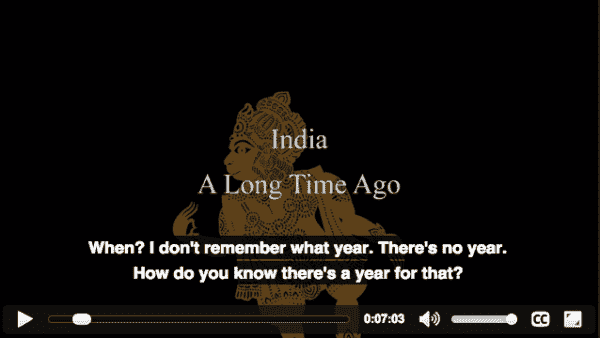 India
A Long Time Ago
When? I don't remember what year. There's no year.
How do you know there's a year for that?
0:07:03
CC